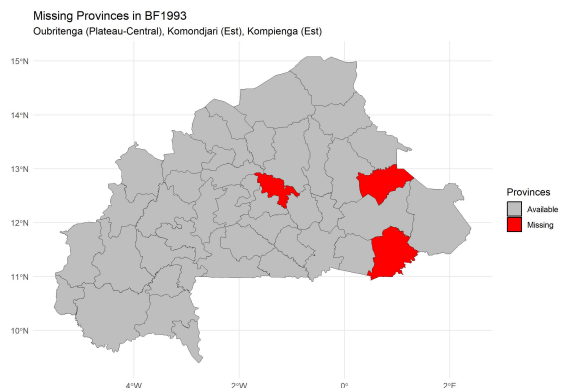 Missing Provinces in BF1993
Oubritenga (Plateau-Central), Komondjari (Est), Kompienga (Est)
15°N
14°N
13°N
12°N
11°N
10°N
4°W
2°W
0°
2°E
Provinces
Available
Missing